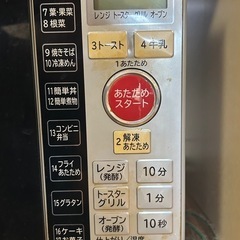 レンジ トースター グリル オーブン
7 葉・果菜
8 根菜
3 トースト
4 牛乳
9 焼きそば
10 冷凍めん
1 あたため
あたため
スタート
11 簡単丼
12 簡単煮物
13 コンビニ
弁当
2 解凍
あたため
14 フライ
あたため
レンジ
(発酵)
10分
15 グラタン
トースター
グリル
1分
16 ケーキ
オーブン
(発酵)
10秒